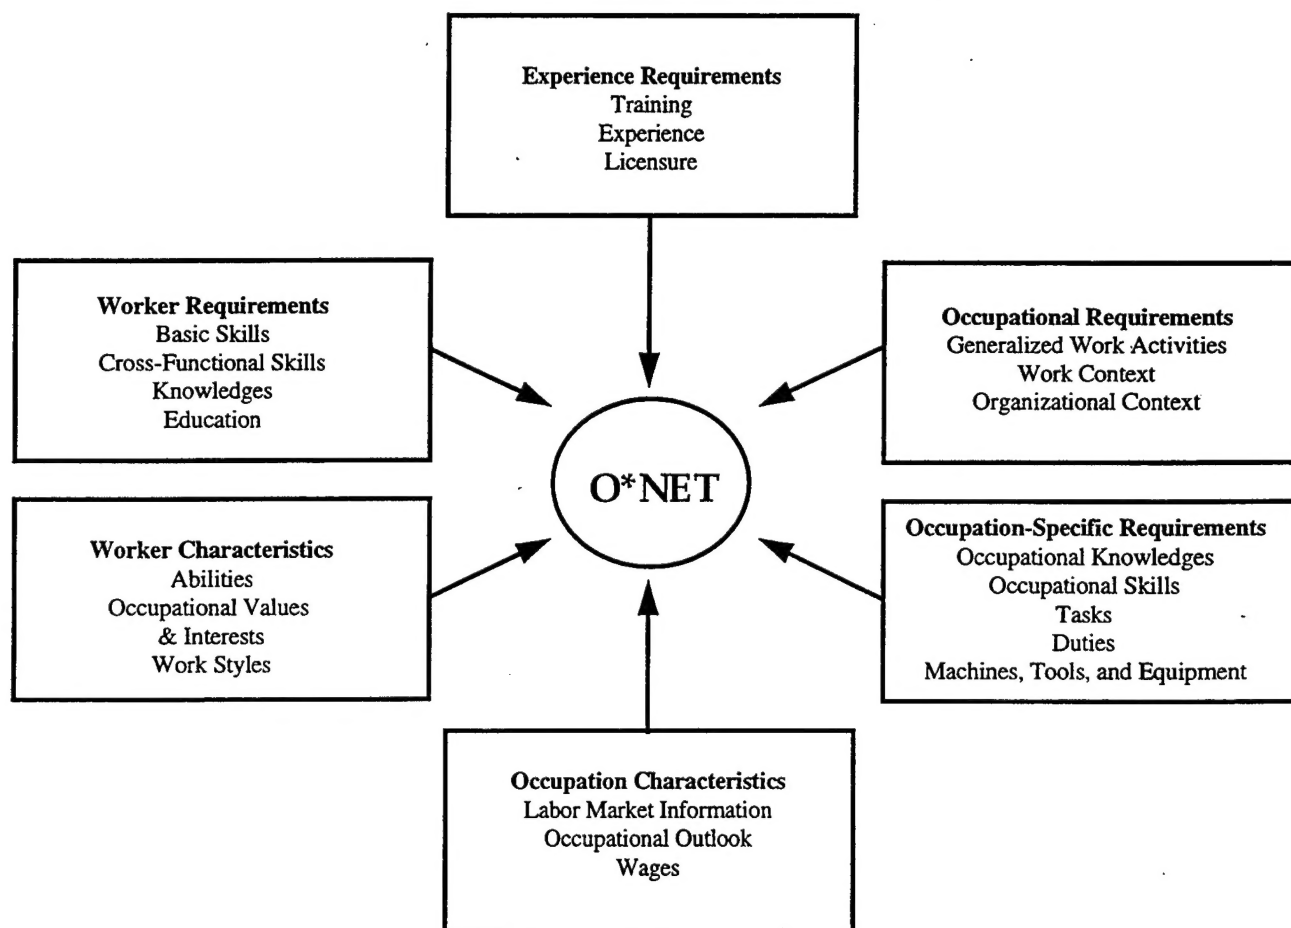 Experience Requirements
Training
Experience
Licensure
Worker Requirements
Basic Skills
Cross-Functional Skills
Knowledges
Education
Occupational Requirements
Generalized Work Activities
Work Context
Organizational Context
O*NET
Worker Characteristics
Abilities
Occupational Values
& Interests
Work Styles
Occupation-Specific Requirements
Occupational Knowledges
Occupational Skills
Tasks
Duties
Machines, Tools, and Equipment
Occupation Characteristics
Labor Market Information
Occupational Outlook
Wages